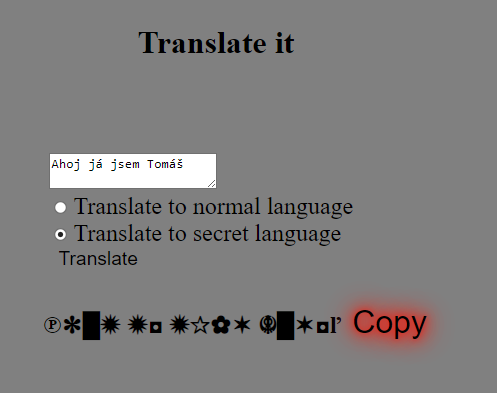 Translate it
Ahoj já jsem Tomáš
Translate to normal language
Translate to secret language
Translate
℗✻█✹ ✹◘ ✹☆✿✶ ☬█✶◘ľ Copy